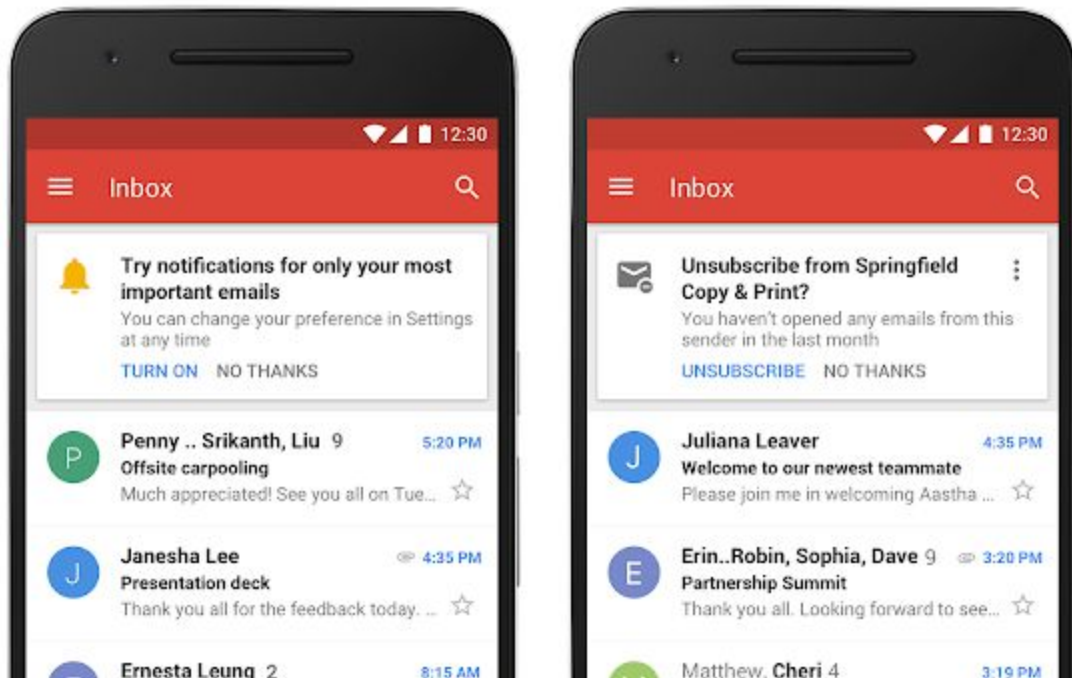 12:30
Inbox
Try notifications for only your most
important emails
You can change your preference in Settings
at any time
TURN ON NO THANKS
P
Penny .. Srikanth, Liu 9 5:20 PM
Offsite carpooling
Much appreciated! See you all on Tue...
J
Janesha Lee 4:35 PM
Presentation deck
Thank you all for the feedback today. ...
Ernesta Leung 2 8:15 AM
12:30
Inbox
Unsubscribe from Springfield
Copy & Print?
You haven't opened any emails from this
sender in the last month
UNSUBSCRIBE NO THANKS
J
Juliana Leaver 4:35 PM
Welcome to our newest teammate
Please join me in welcoming Aastha ...
E
Erin..Robin, Sophia, Dave 9 3:20 PM
Partnership Summit
Thank you all. Looking forward to see...
Matthew, Cheri 4 3:19 PM